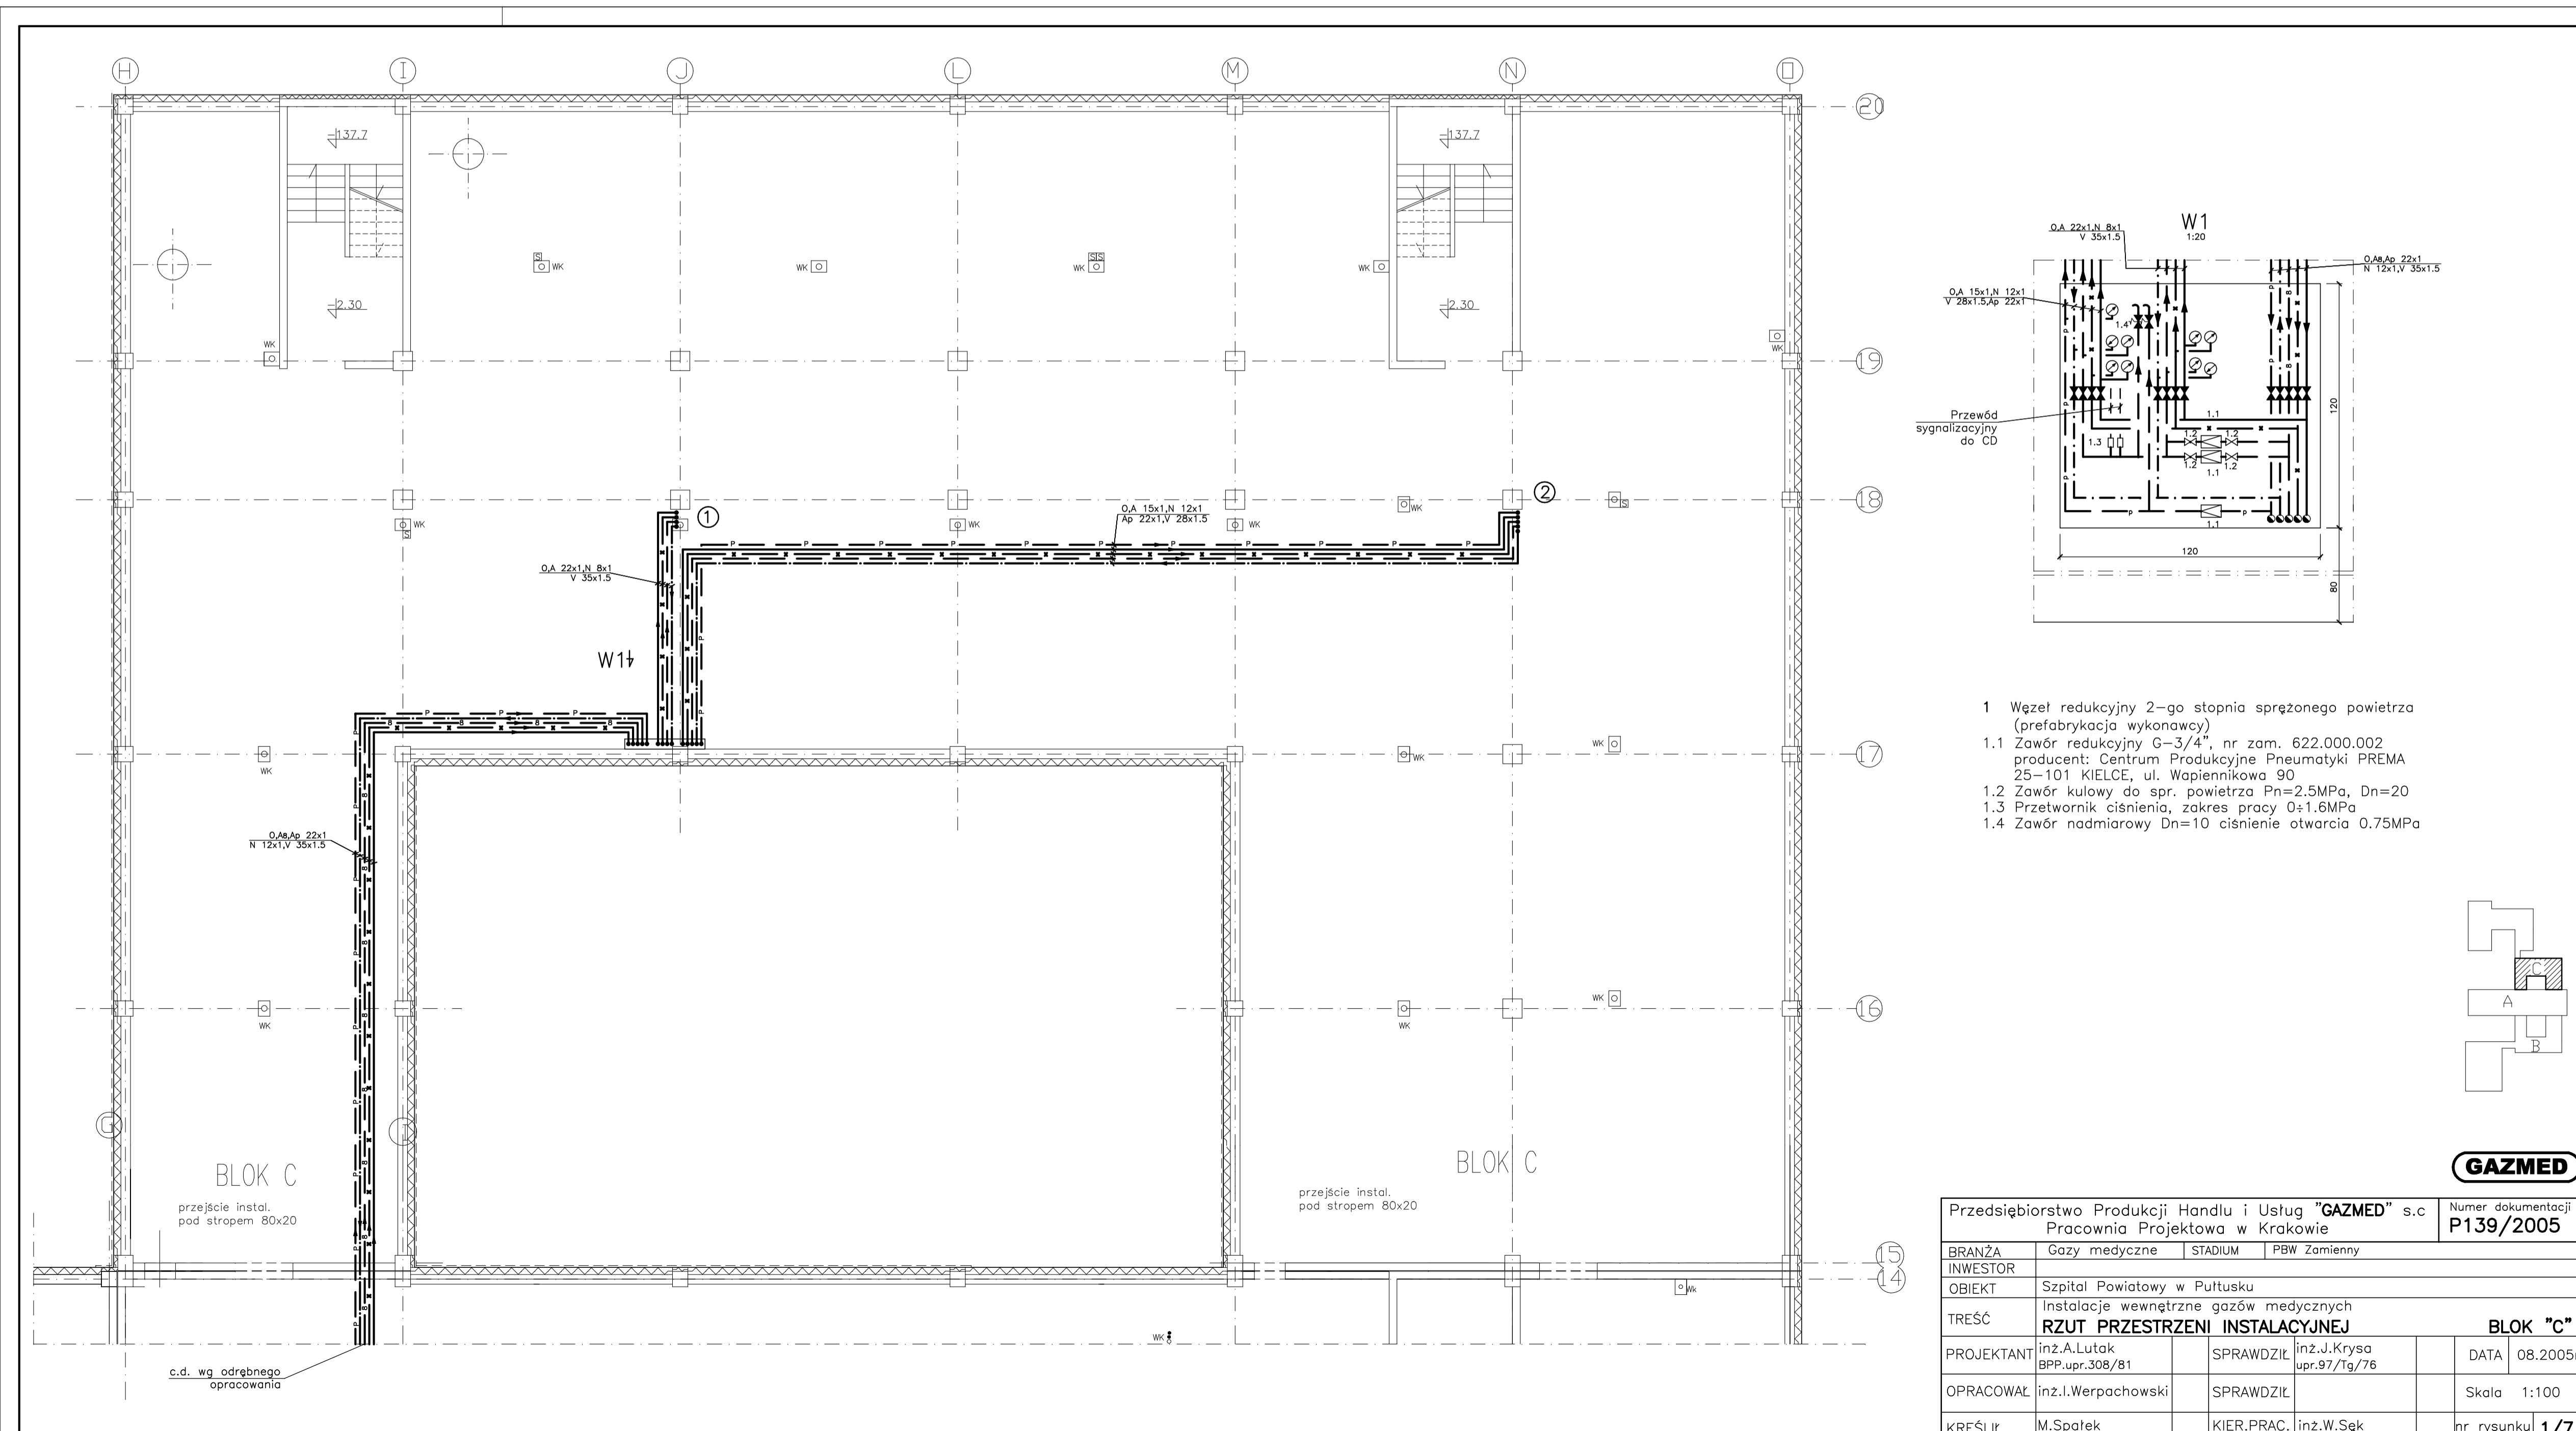 H I J L M N O
20
137.7
137.7
2.30
2.30
S
WK
WK
SS
WK
WK
WK
WK
19
18
1
2
WK
S
WK
WK
WK
S
O,A 15x1,N 12x1
Ap 22x1,V 28x1.5
P P P P P P P P P P P
O,A 22x1,N 8x1
V 35x1.5
W1
P P P
8 8 8
17
WK
WK
WK
O,A8,Ap 22x1
N 12x1,V 35x1.5
16
WK
WK
WK
G
I
BLOK C
przejście instal.
pod stropem 80x20
BLOK C
przejście instal.
pod stropem 80x20
15
14
Wk
WK
c.d. wg odrębnego
opracowania
W1
1:20
O,A 22x1,N 8x1
V 35x1.5
O,A8,Ap 22x1
N 12x1,V 35x1.5
O,A 15x1,N 12x1
V 28x1.5,Ap 22x1
1.4
Przewód
sygnalizacyjny
do CD
1.1
1.2 1.2
1.3
1.2 1.1 1.2
1.1
120
120
80
1 Węzeł redukcyjny 2-go stopnia sprężonego powietrza
(prefabrykacja wykonawcy)
1.1 Zawór redukcyjny G-3/4", nr zam. 622.000.002
producent: Centrum Produkcyjne Pneumatyki PREMA
25-101 KIELCE, ul. Wapiennikowa 90
1.2 Zawór kulowy do spr. powietrza Pn=2.5MPa, Dn=20
1.3 Przetwornik ciśnienia, zakres pracy 0÷1.6MPa
1.4 Zawór nadmiarowy Dn=10 ciśnienie otwarcia 0.75MPa
C
A
B
GAZMED
Przedsiębiorstwo Produkcji Handlu i Usług "GAZMED" s.c
Pracownia Projektowa w Krakowie
Numer dokumentacji
P139/2005
BRANŻA Gazy medyczne STADIUM PBW Zamienny
INWESTOR
OBIEKT Szpital Powiatowy w Pułtusku
TREŚĆ Instalacje wewnętrzne gazów medycznych
RZUT PRZESTRZENI INSTALACYJNEJ BLOK "C"
PROJEKTANT inż.A.Lutak BPP.upr.308/81 SPRAWDZIŁ inż.J.Krysa upr.97/Tg/76 DATA 08.2005
OPRACOWAŁ inż.I.Werpachowski SPRAWDZIŁ Skala 1:100
KREŚLIŁ M.Spałek KIER.PRAC. inż.W.Sęk nr rysunku 1/7